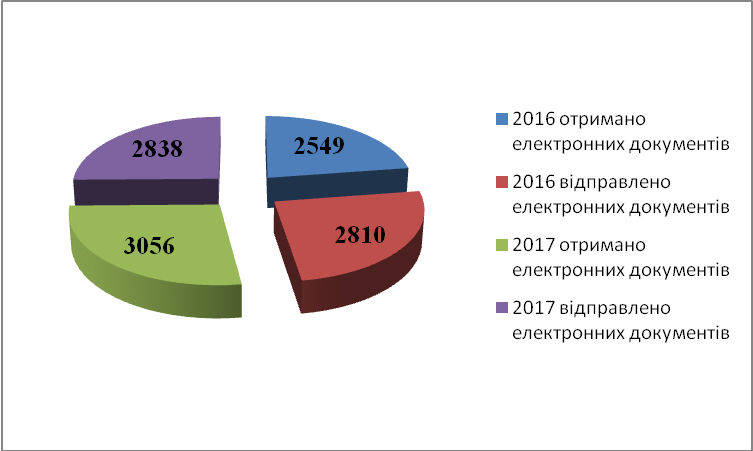 2838
2549
3056
2810
2016 отримано
електронних документів
2016 відправлено
електронних документів
2017 отримано
електронних документів
2017 відправлено
електронних документів